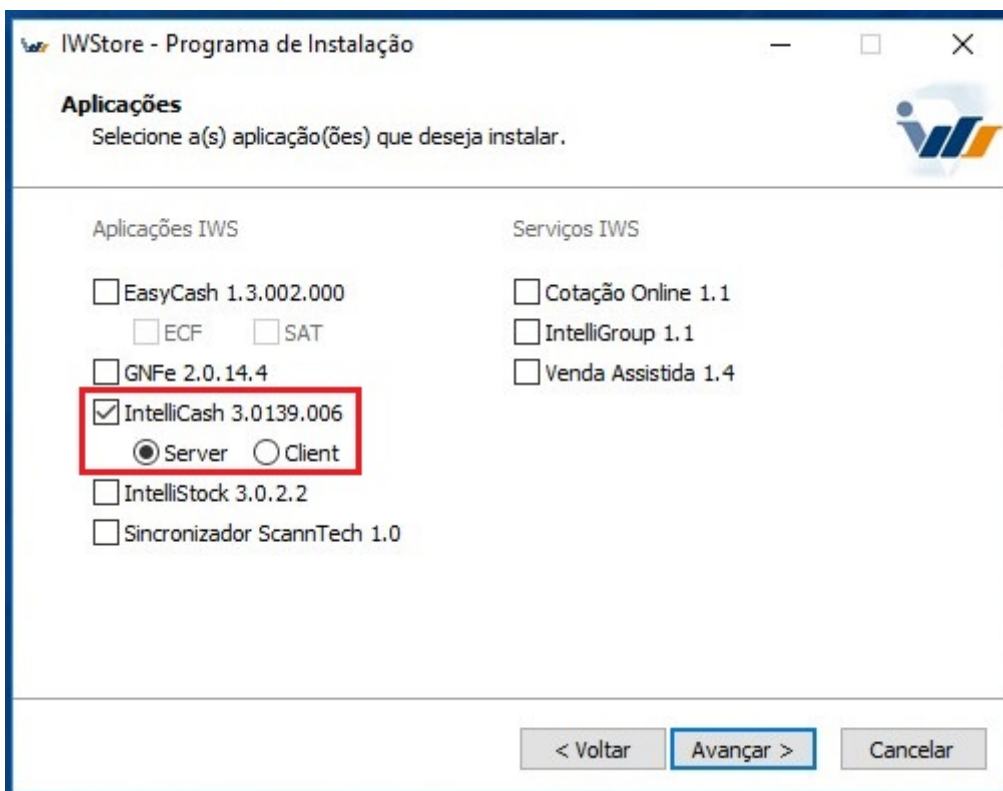 IWStore - Programa de Instalação
Aplicações
Selecione a(s) aplicação(ões) que deseja instalar.
iws
Aplicações IWS
EasyCash 1.3.002.000
ECF SAT
GNFe 2.0.14.4
IntelliCash 3.0139.006
Server Client
IntelliStock 3.0.2.2
Sincronizador ScannTech 1.0
Serviços IWS
Cotação Online 1.1
IntelliGroup 1.1
Venda Assistida 1.4
< Voltar Avançar > Cancelar